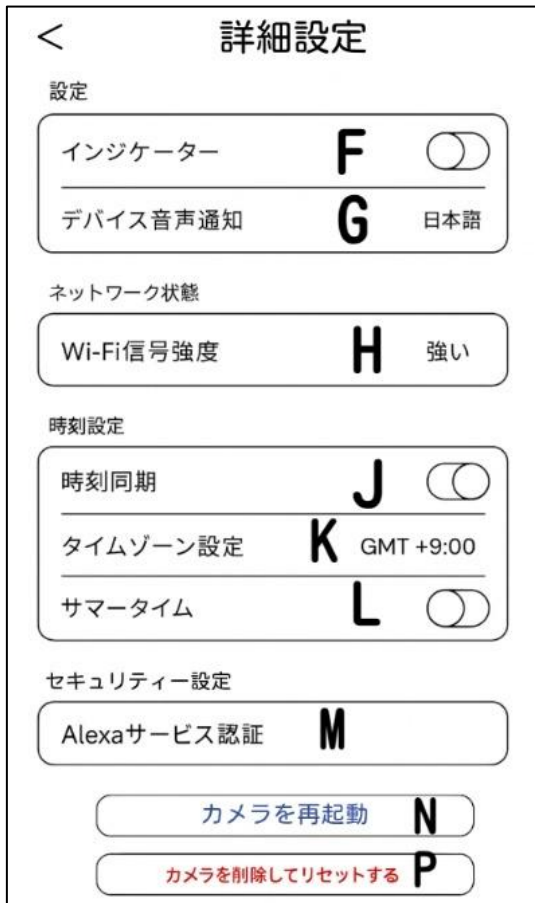 < 詳細設定
設定
インジケーター F
デバイス音声通知 G 日本語
ネットワーク状態
Wi-Fi信号強度 H 強い
時刻設定
時刻同期 J
タイムゾーン設定 K GMT +9:00
サマータイム L
セキュリティー設定
Alexaサービス認証 M
カメラを再起動 N
カメラを削除してリセットする P